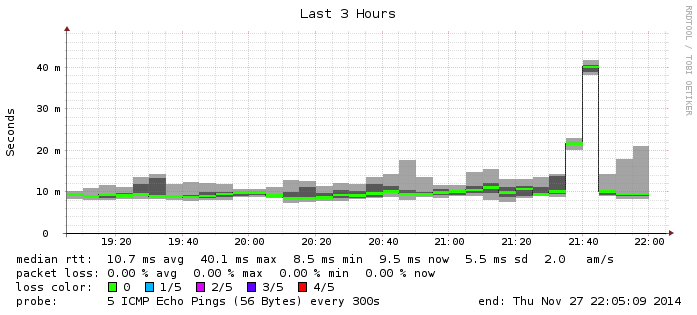 Last 3 Hours
RRDTOOL / TOBI OETIKER
Seconds
40 m
30 m
20 m
10 m
0
19:20 19:40 20:00 20:20 20:40 21:00 21:20 21:40 22:00
median rtt: 10.7 ms avg 40.1 ms max 8.5 ms min 9.5 ms now 5.5 ms sd 2.0 am/s
packet loss: 0.00 % avg 0.00 % max 0.00 % min 0.00 % now
loss color: 0 1/5 2/5 3/5 4/5
probe: 5 ICMP Echo Pings (56 Bytes) every 300s end: Thu Nov 27 22:05:09 2014